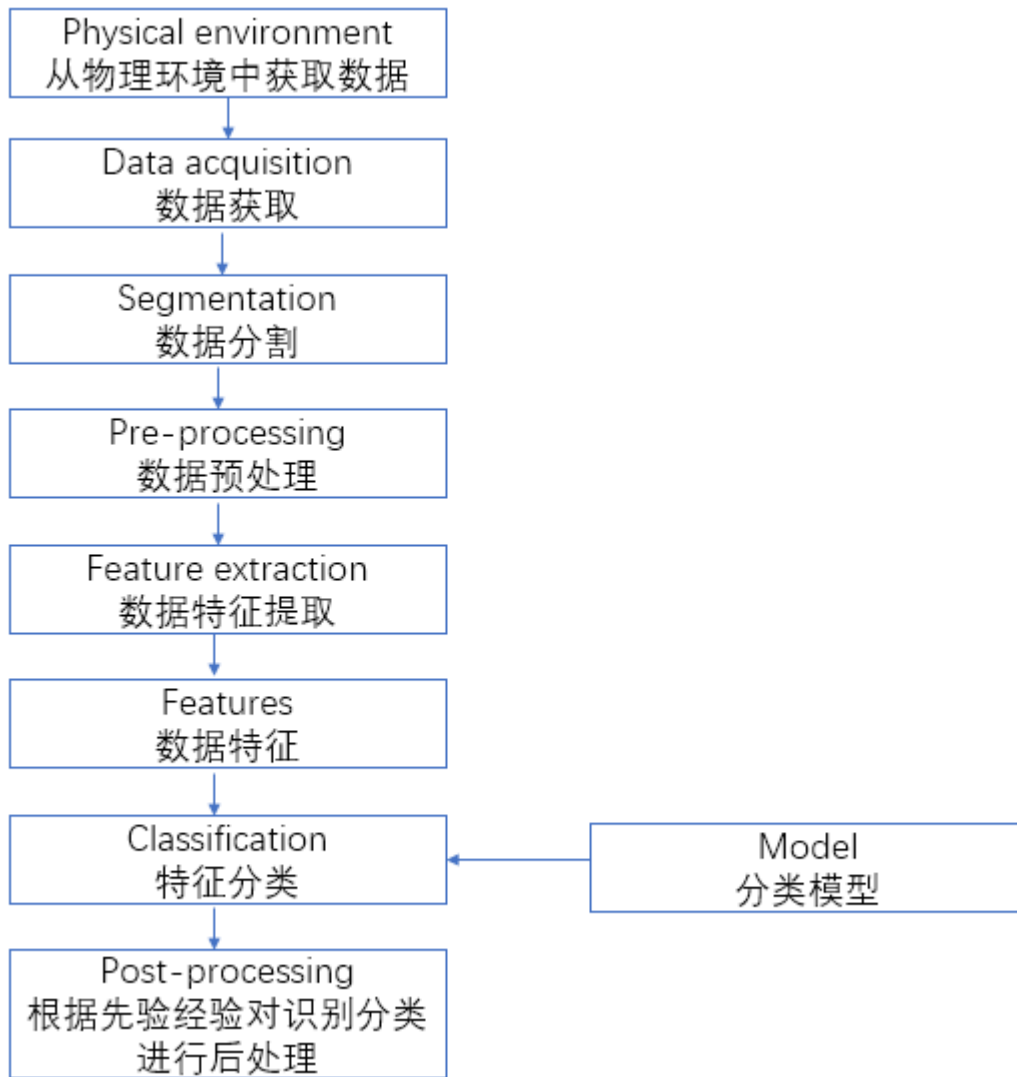 Physical environment
从物理环境中获取数据
Data acquisition
数据获取
Segmentation
数据分割
Pre-processing
数据预处理
Feature extraction
数据特征提取
Features
数据特征
Classification
特征分类
Model
分类模型
Post-processing
根据先验经验对识别分类
进行后处理